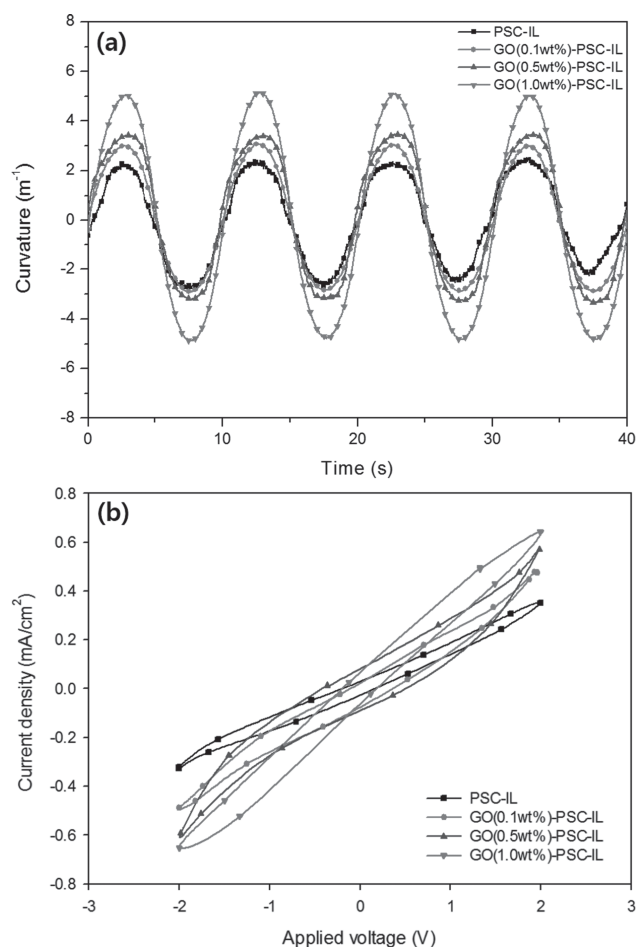 (a)
PSC-IL
GO(0.1wt%)-PSC-IL
GO(0.5wt%)-PSC-IL
GO(1.0wt%)-PSC-IL
8
6
4
2
0
-2
-4
-6
-8
Curvature (m⁻¹)
0 10 20 30 40
Time (s)
(b)
0.8
0.6
0.4
0.2
0.0
-0.2
-0.4
-0.6
-0.8
Current density (mA/cm²)
PSC-IL
GO(0.1wt%)-PSC-IL
GO(0.5wt%)-PSC-IL
GO(1.0wt%)-PSC-IL
-3 -2 -1 0 1 2 3
Applied voltage (V)